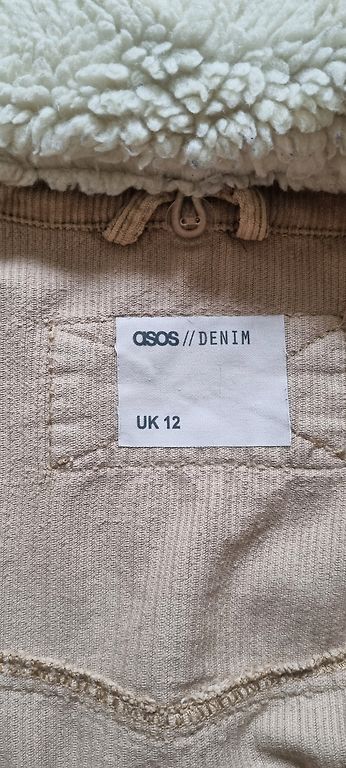 asos // DENIM
UK 12